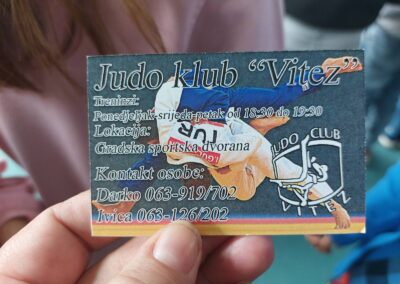 Judo klub "Vitez"
Treninzi:
Ponedjeljak-srijeda-petak od 18:30 do 19:30
Lokacija:
Gradska sportska dvorana
TUR
Kontakt osobe:
Darko 063-919/702
Ivica 063-126/202
JUDO CLUB
VITEZ